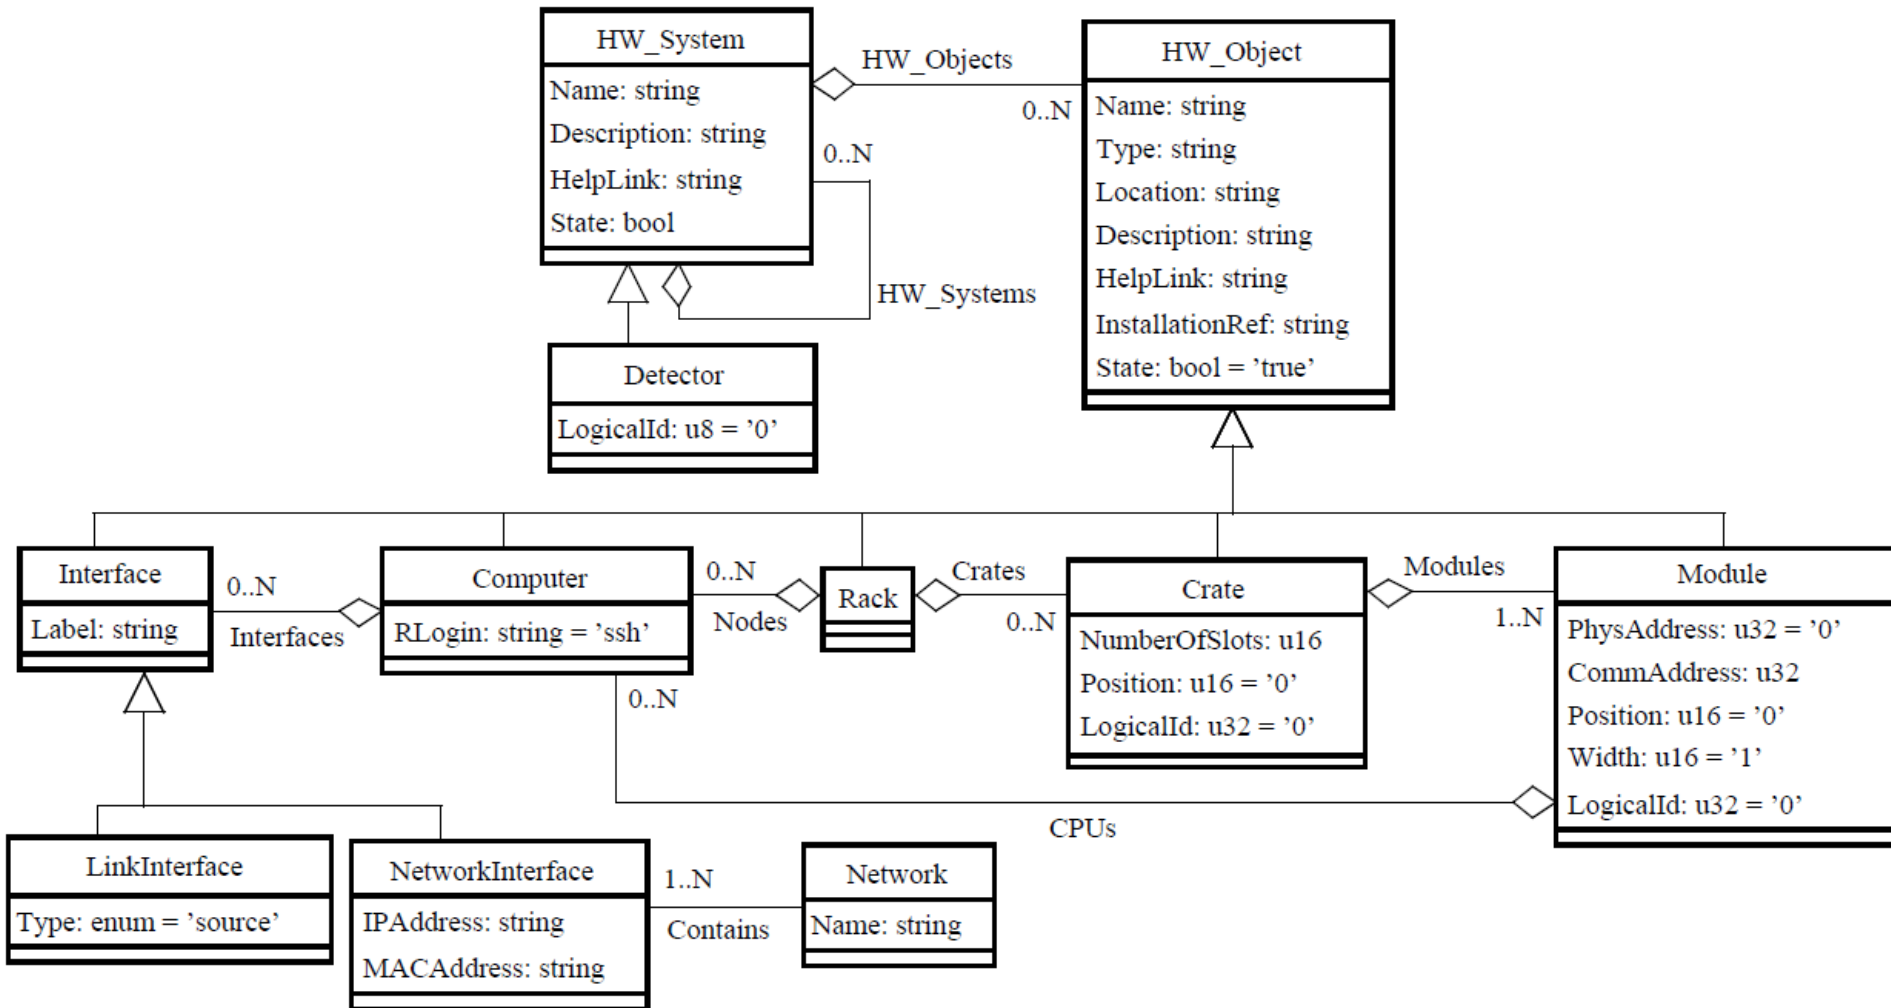 HW_System
Name: string
Description: string
HelpLink: string
State: bool
HW_Objects
0..N
HW_Object
Name: string
Type: string
Location: string
Description: string
HelpLink: string
InstallationRef: string
State: bool = ’true’
0..N
HW_Systems
Detector
LogicalId: u8 = ’0’
Interface
Label: string
0..N
Interfaces
Computer
RLogin: string = ’ssh’
0..N
Nodes
Rack
Crates
0..N
Crate
NumberOfSlots: u16
Position: u16 = ’0’
LogicalId: u32 = ’0’
Modules
1..N
Module
PhysAddress: u32 = ’0’
CommAddress: u32
Position: u16 = ’0’
Width: u16 = ’1’
LogicalId: u32 = ’0’
0..N
CPUs
LinkInterface
Type: enum = ’source’
NetworkInterface
IPAddress: string
MACAddress: string
1..N
Contains
Network
Name: string